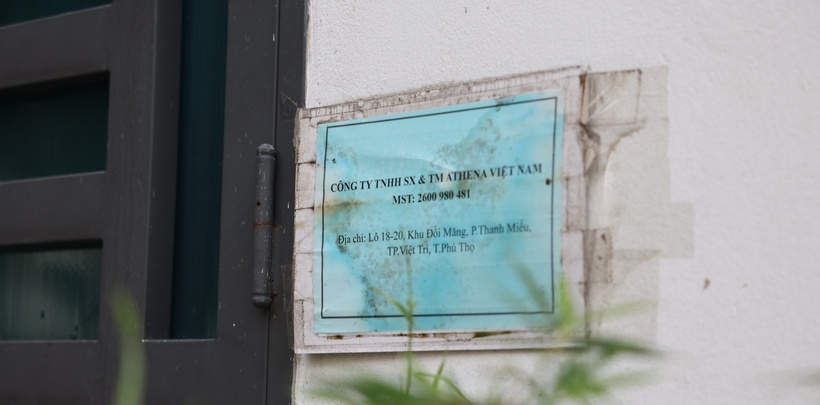 CÔNG TY TNHH SX & TM ATHENA VIỆT NAM
MST: 2600 980 481
Địa chỉ: Lô 18-20, Khu Đồi Măng, P.Thanh Miếu,
TP.Việt Trì, T.Phú Thọ